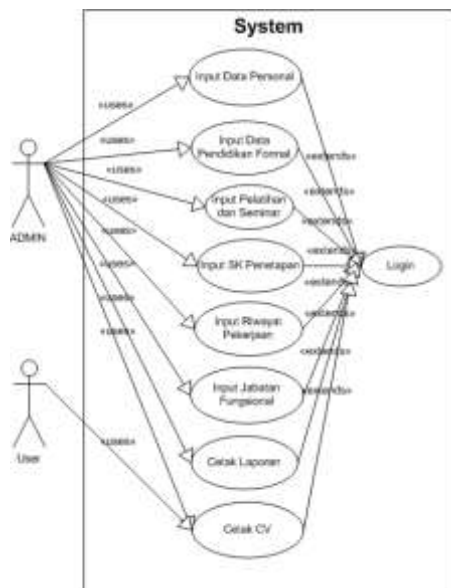 System
Input Data Personal
«uses»
«uses»
Input Data
Pendidikan Formal
«extends»
«uses»
Input Pelatihan
dan Seminar
«extends»
«uses»
ADMIN
«extends»
«uses»
Input SK Penetapan
«extends»
Login
«uses»
«extends»
«uses»
Input Riwayat
Pekerjaan
«uses»
«extends»
Input Jabatan
Fungsional
«extends»
User
«uses»
Cetak Laporan
Cetak CV